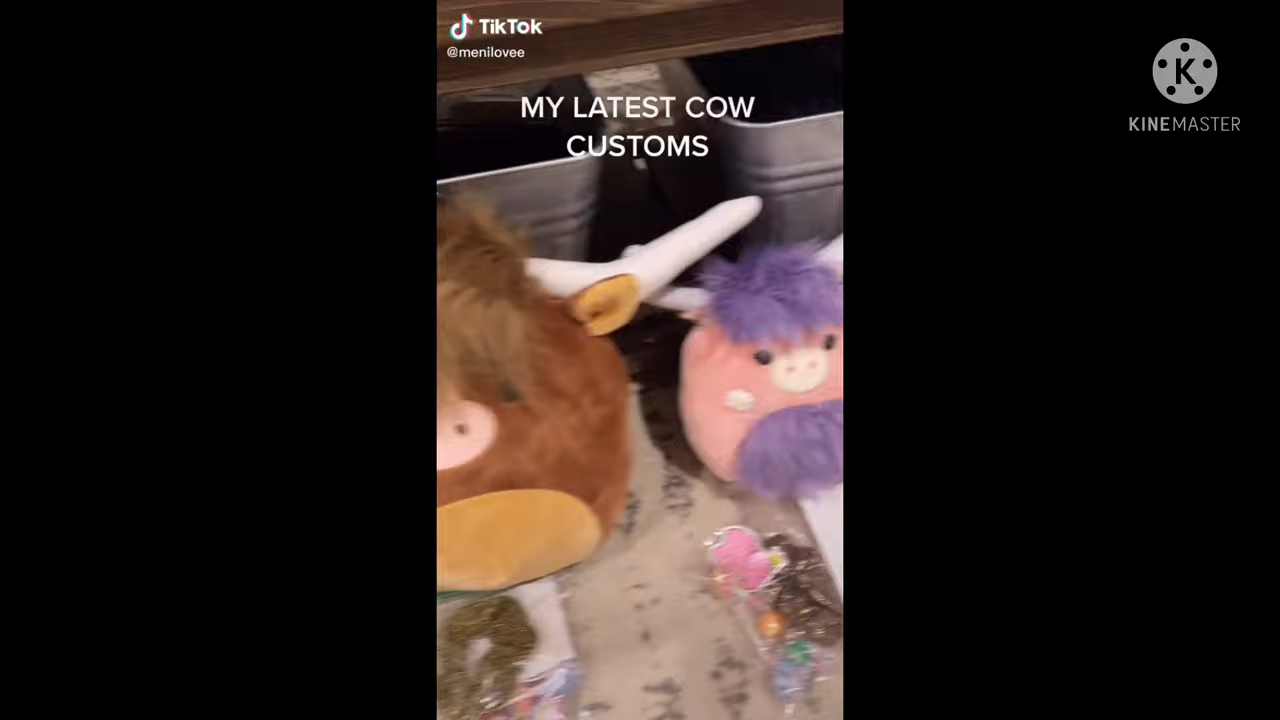 TikTok
@menilovee
MY LATEST COW
CUSTOMS
K
KINEMASTER